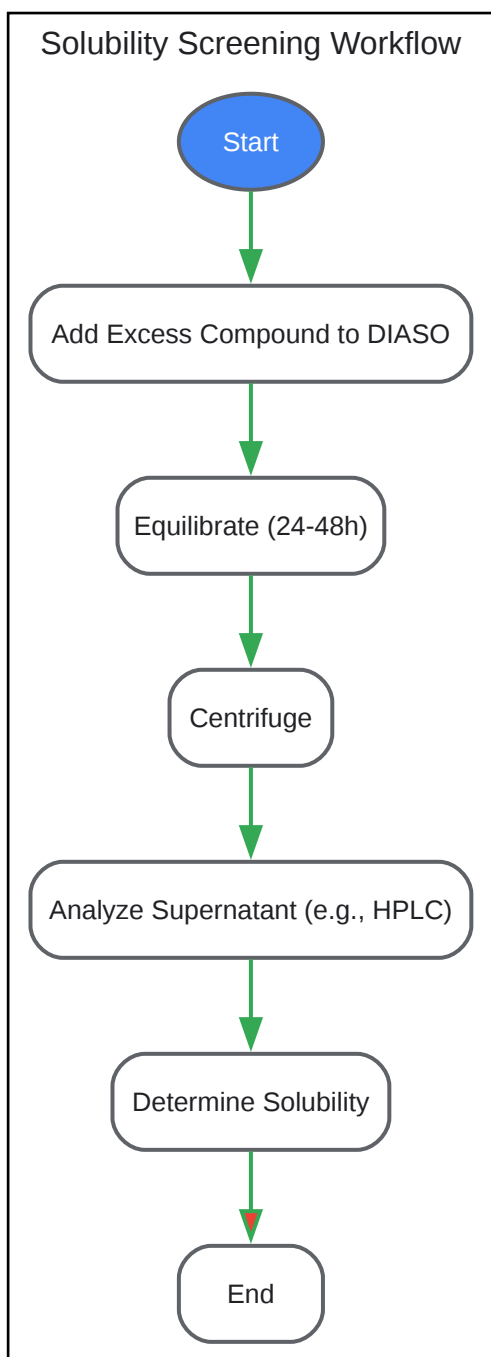 Solubility Screening Workflow
Start
Add Excess Compound to DIASO
Equilibrate (24-48h)
Centrifuge
Analyze Supernatant (e.g., HPLC)
Determine Solubility
End